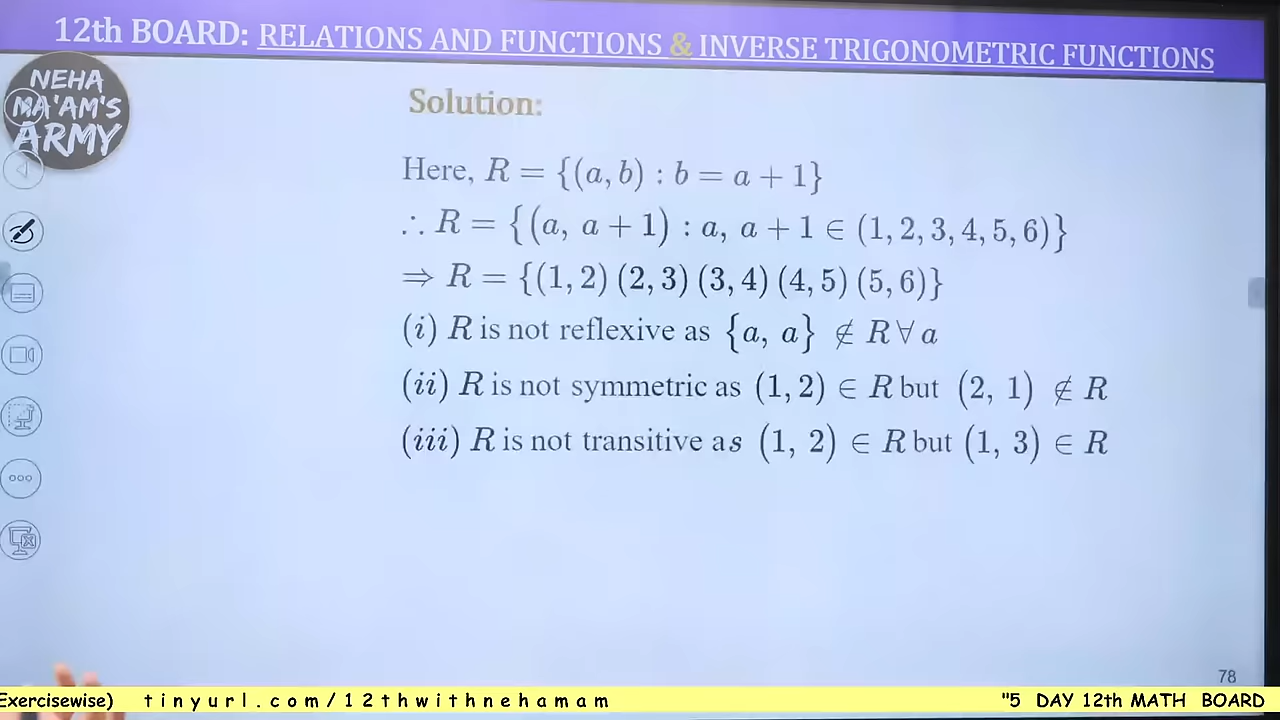 12th BOARD: RELATIONS AND FUNCTIONS & INVERSE TRIGONOMETRIC FUNCTIONS
NEHA
MA'AM'S
ARMY
Solution:
Here, R = {(a, b) : b = a + 1}
∴ R = {(a, a + 1) : a, a + 1 ∈ (1, 2, 3, 4, 5, 6)}
⇒ R = {(1, 2) (2, 3) (3, 4) (4, 5) (5, 6)}
(i) R is not reflexive as {a, a} ∉ R ∀ a
(ii) R is not symmetric as (1, 2) ∈ R but (2, 1) ∉ R
(iii) R is not transitive as (1, 2) ∈ R but (1, 3) ∈ R
78
Exercisewise) tinyurl.com/12thwithnehamam "5 DAY 12th MATH BOARD